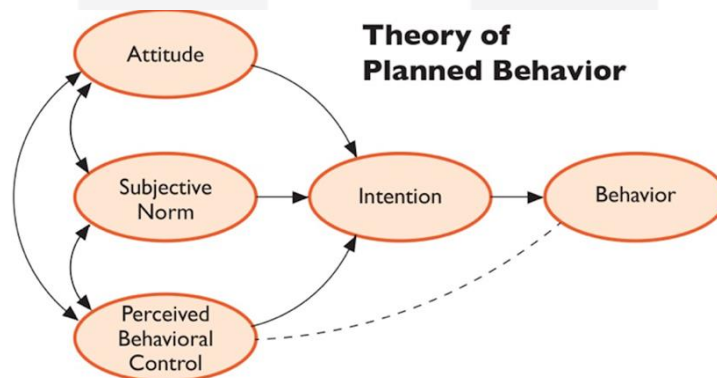 Theory of
Planned Behavior
Attitude
Subjective
Norm
Intention
Behavior
Perceived
Behavioral
Control